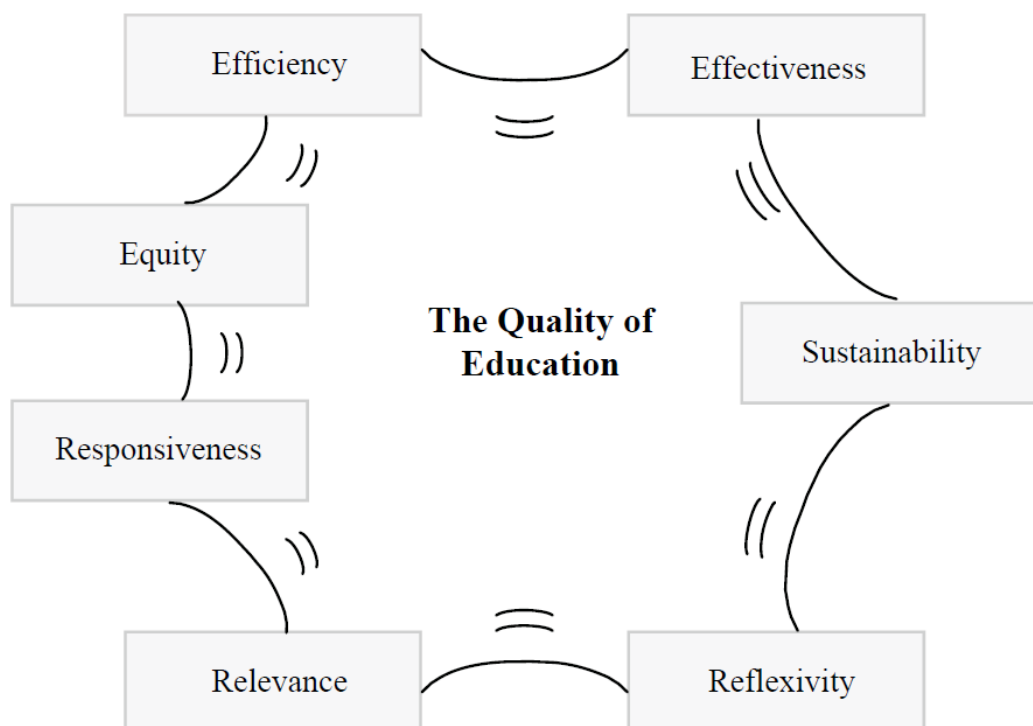 Efficiency
Effectiveness
Equity
The Quality of
Education
Sustainability
Responsiveness
Relevance
Reflexivity